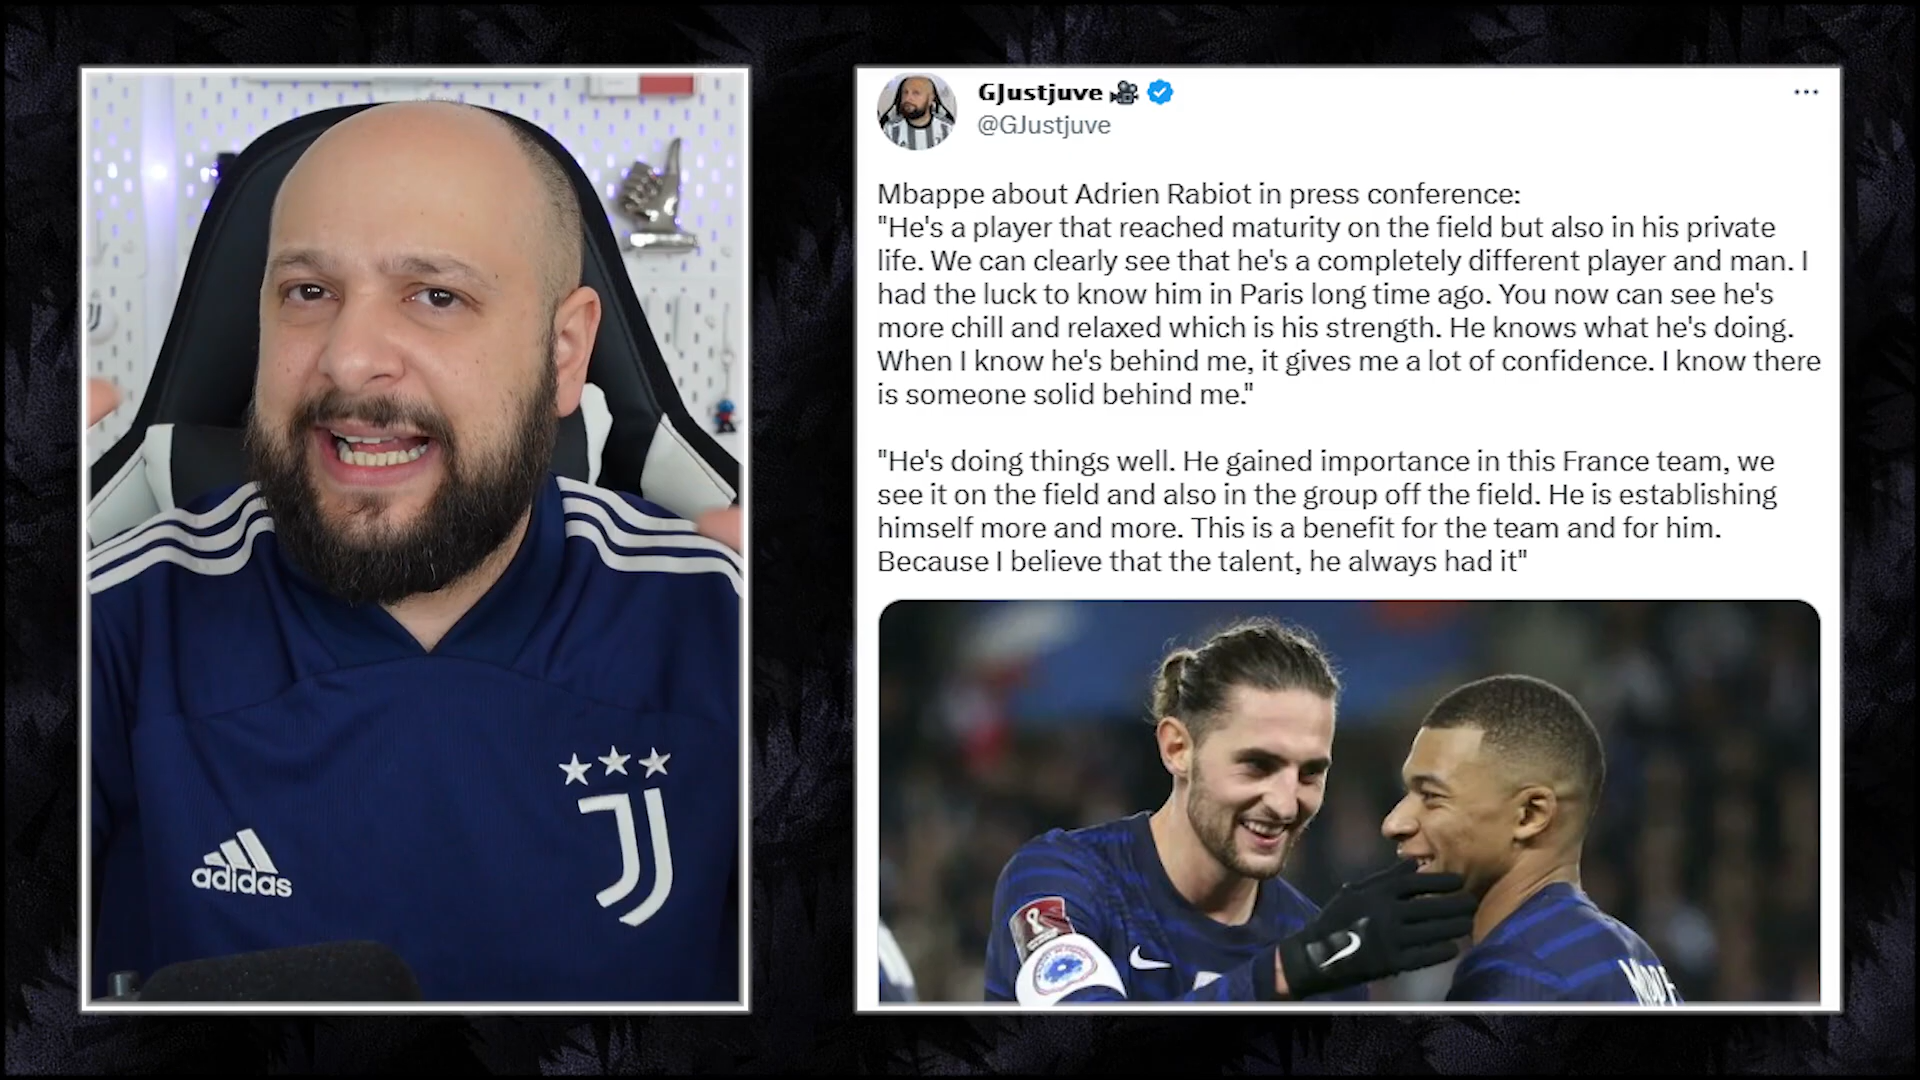 GJustjuve
@GJustjuve
Mbappe about Adrien Rabiot in press conference:
"He's a player that reached maturity on the field but also in his private
life. We can clearly see that he's a completely different player and man. I
had the luck to know him in Paris long time ago. You now can see he's
more chill and relaxed which is his strength. He knows what he's doing.
When I know he's behind me, it gives me a lot of confidence. I know there
is someone solid behind me."
"He's doing things well. He gained importance in this France team, we
see it on the field and also in the group off the field. He is establishing
himself more and more. This is a benefit for the team and for him.
Because I believe that the talent, he always had it"
adidas